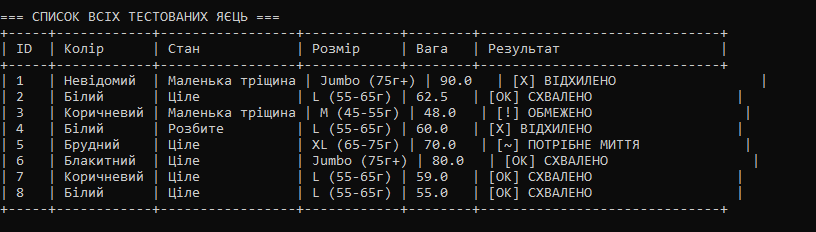 === СПИСОК ВСІХ ТЕСТОВАНИХ ЯЄЦЬ ===
+-----+-------------+-----------------+------------+--------+------------------------------+
| ID  | Колір       | Стан            | Розмір     | Вага   | Результат                    |
+-----+-------------+-----------------+------------+--------+------------------------------+
| 1   | Невідомий   | Маленька тріщина | Jumbo (75г+) | 90.0   | [X] ВІДХИЛЕНО                  |
| 2   | Білий       | Ціле            | L (55-65г) | 62.5   | [OK] СХВАЛЕНО                  |
| 3   | Коричневий | Маленька тріщина | M (45-55г) | 48.0   | [!] ОБМЕЖЕНО                   |
| 4   | Білий       | Розбите         | L (55-65г) | 60.0   | [X] ВІДХИЛЕНО                  |
| 5   | Брудний     | Ціле            | XL (65-75г) | 70.0   | [~] ПОТРІБНЕ МИТТЯ             |
| 6   | Блакитний   | Ціле            | Jumbo (75г+) | 80.0   | [OK] СХВАЛЕНО                  |
| 7   | Коричневий | Ціле            | L (55-65г) | 59.0   | [OK] СХВАЛЕНО                  |
| 8   | Білий       | Ціле            | L (55-65г) | 55.0   | [OK] СХВАЛЕНО                  |
+-----+-------------+-----------------+------------+--------+------------------------------+